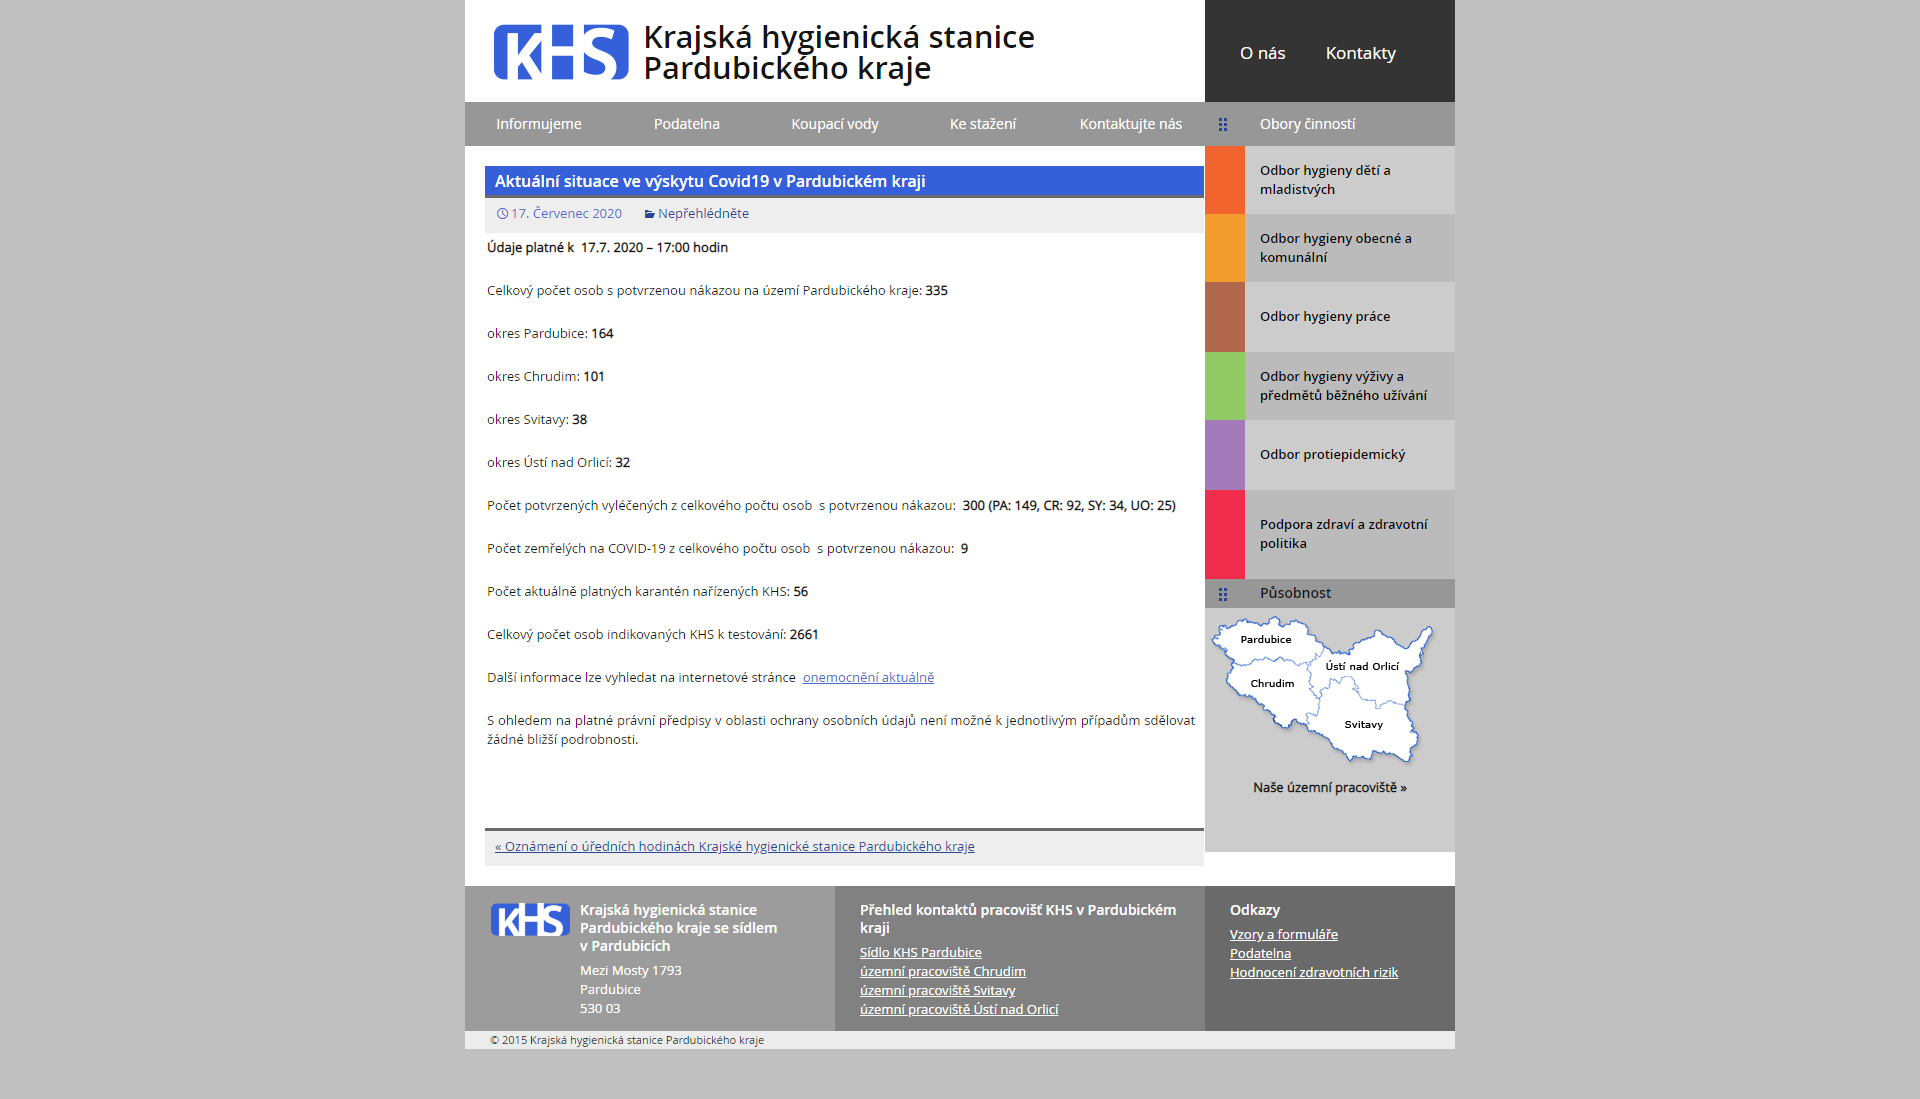 KHS
Krajská hygienická stanice
Pardubického kraje
O nás
Kontakty
Informujeme
Podatelna
Koupací vody
Ke stažení
Kontaktujte nás
Obory činností
Aktuální situace ve výskytu Covid19 v Pardubickém kraji
17. Červenec 2020
Nepřehlédněte
Údaje platné k 17.7. 2020 – 17:00 hodin
Celkový počet osob s potvrzenou nákazou na území Pardubického kraje: 335
okres Pardubice: 164
okres Chrudim: 101
okres Svitavy: 38
okres Ústí nad Orlicí: 32
Počet potvrzených vyléčených z celkového počtu osob s potvrzenou nákazou: 300 (PA: 149, CR: 92, SY: 34, UO: 25)
Počet zemřelých na COVID-19 z celkového počtu osob s potvrzenou nákazou: 9
Počet aktuálně platných karantén nařízených KHS: 56
Celkový počet osob indikovaných KHS k testování: 2661
Další informace lze vyhledat na internetové stránce onemocnění aktuálně
S ohledem na platné právní předpisy v oblasti ochrany osobních údajů není možné k jednotlivým případům sdělovat
žádné bližší podrobnosti.
« Oznámení o úředních hodinách Krajské hygienické stanice Pardubického kraje
Odbor hygieny dětí a
mladistvých
Odbor hygieny obecné a
komunální
Odbor hygieny práce
Odbor hygieny výživy a
předmětů běžného užívání
Odbor protiepidemický
Podpora zdraví a zdravotní
politika
Působnost
Pardubice
Ústí nad Orlicí
Chrudim
Svitavy
Naše územní pracoviště »
KHS
Krajská hygienická stanice
Pardubického kraje se sídlem
v Pardubicích
Mezi Mosty 1793
Pardubice
530 03
Přehled kontaktů pracovišť KHS v Pardubickém
kraji
Sídlo KHS Pardubice
územní pracoviště Chrudim
územní pracoviště Svitavy
územní pracoviště Ústí nad Orlicí
Odkazy
Vzory a formuláře
Podatelna
Hodnocení zdravotních rizik
© 2015 Krajská hygienická stanice Pardubického kraje